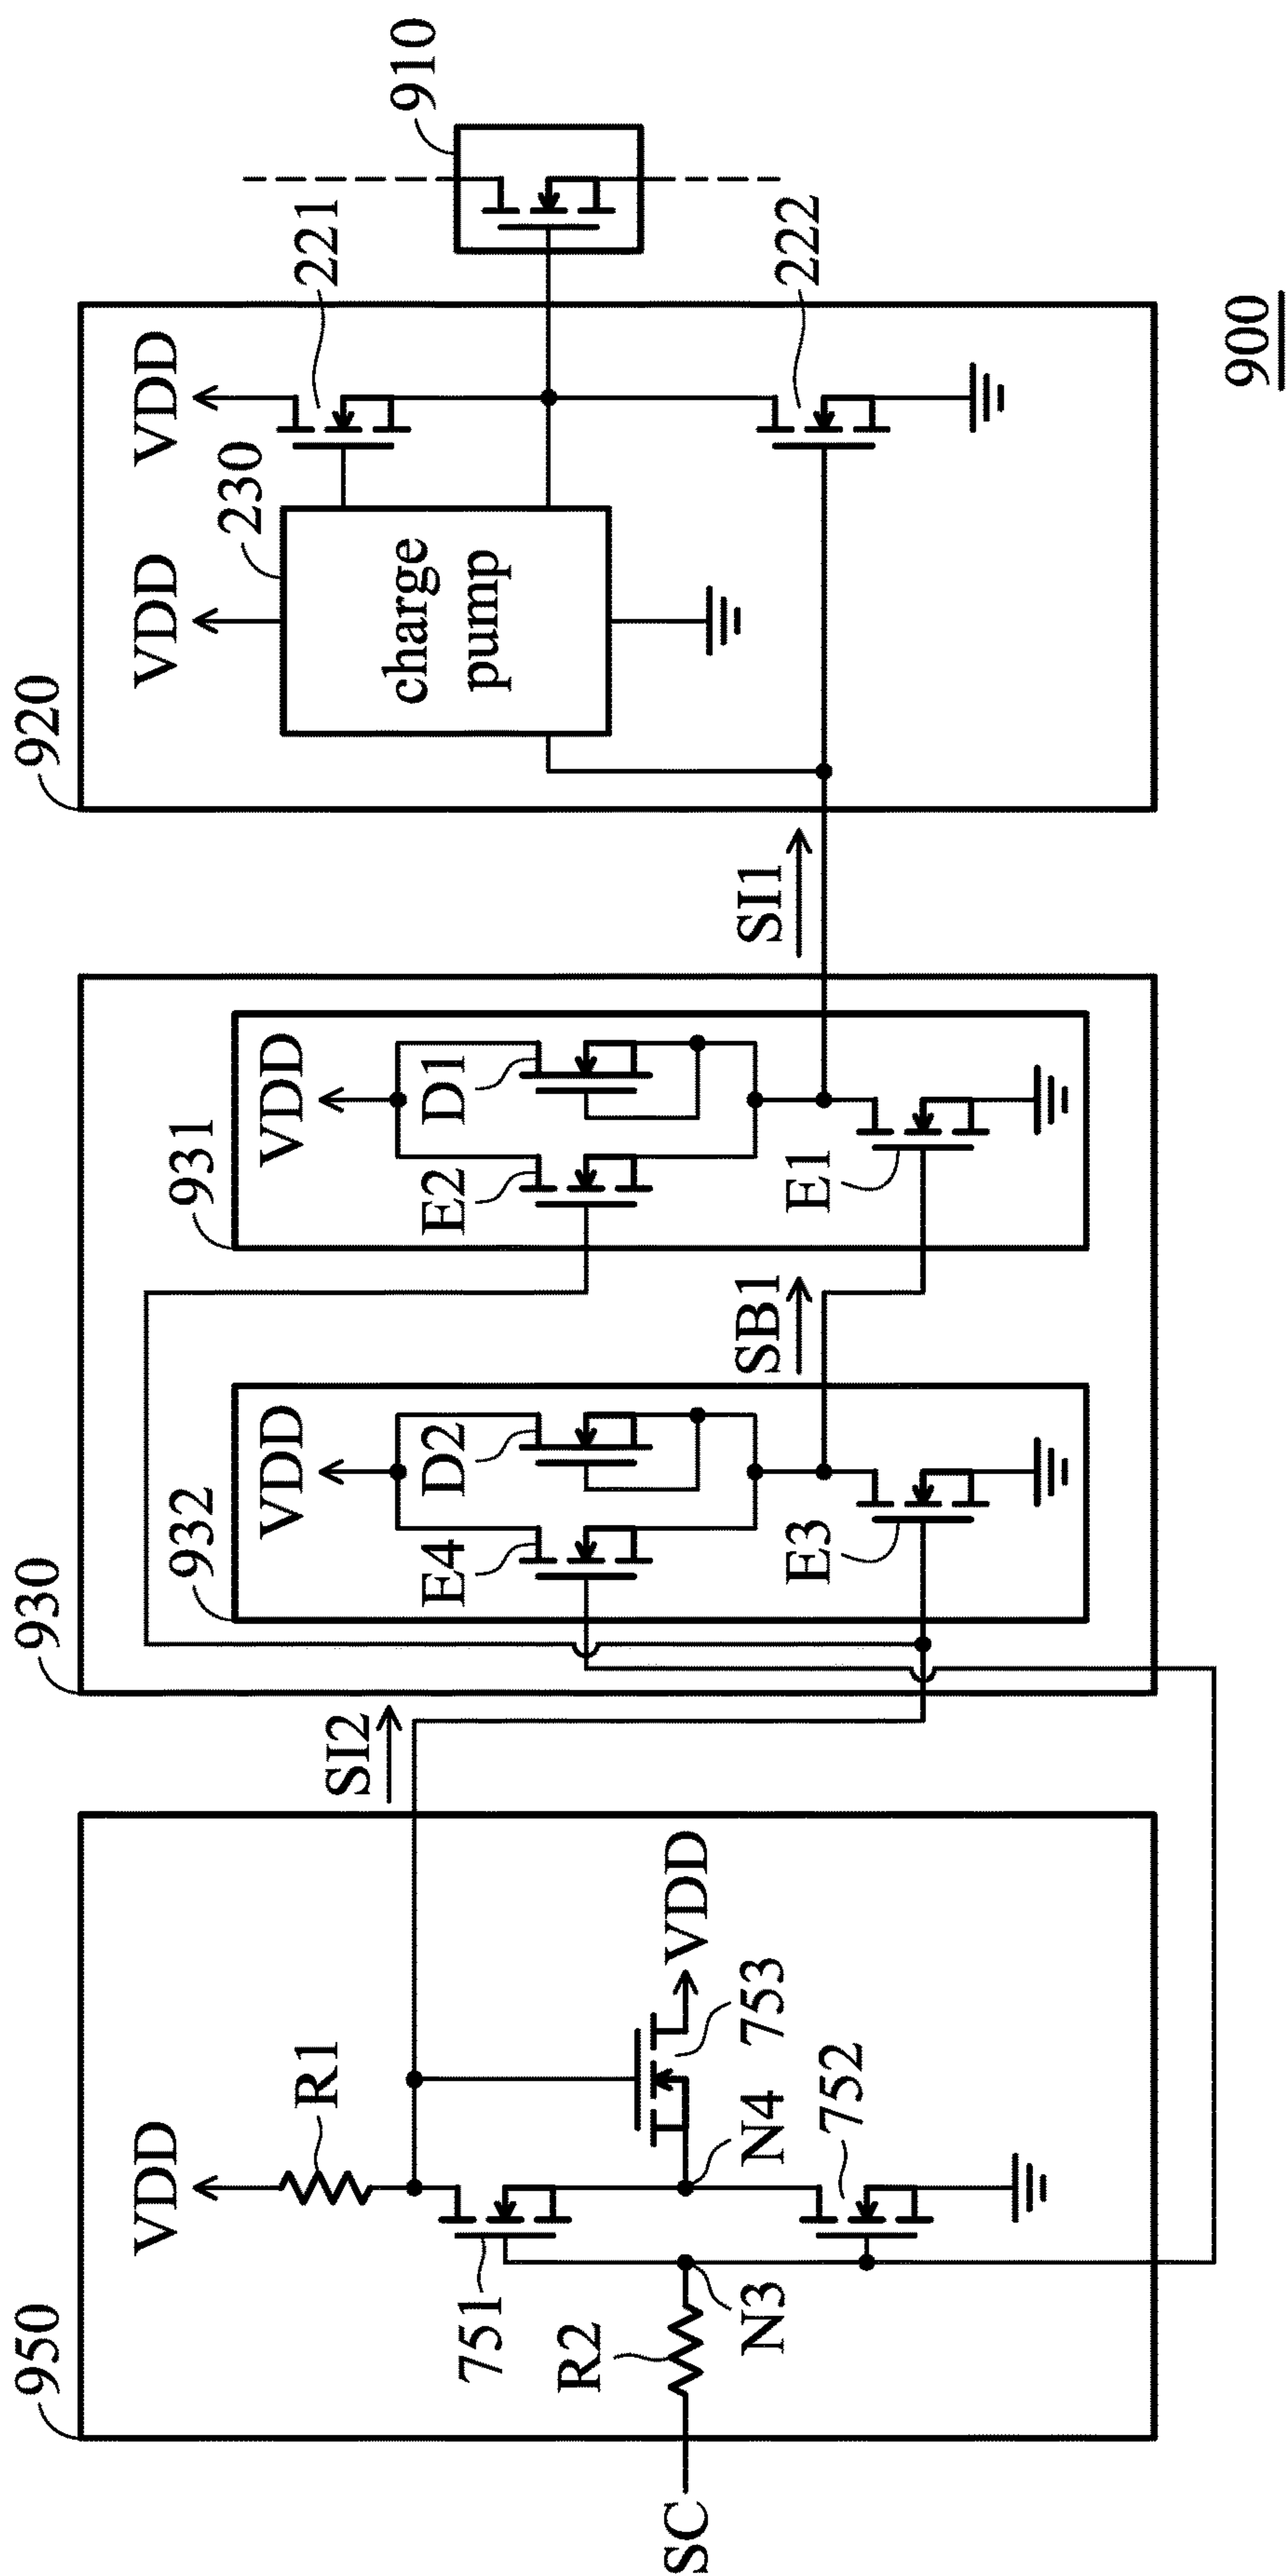 950
930
920
932
931
VDD
R1
751
R2
SC
N3
N4
752
753
VDD
SI2
VDD
E4
D2
E3
SB1
VDD
E2
D1
E1
SI1
VDD
230
charge
pump
VDD
221
222
910
900